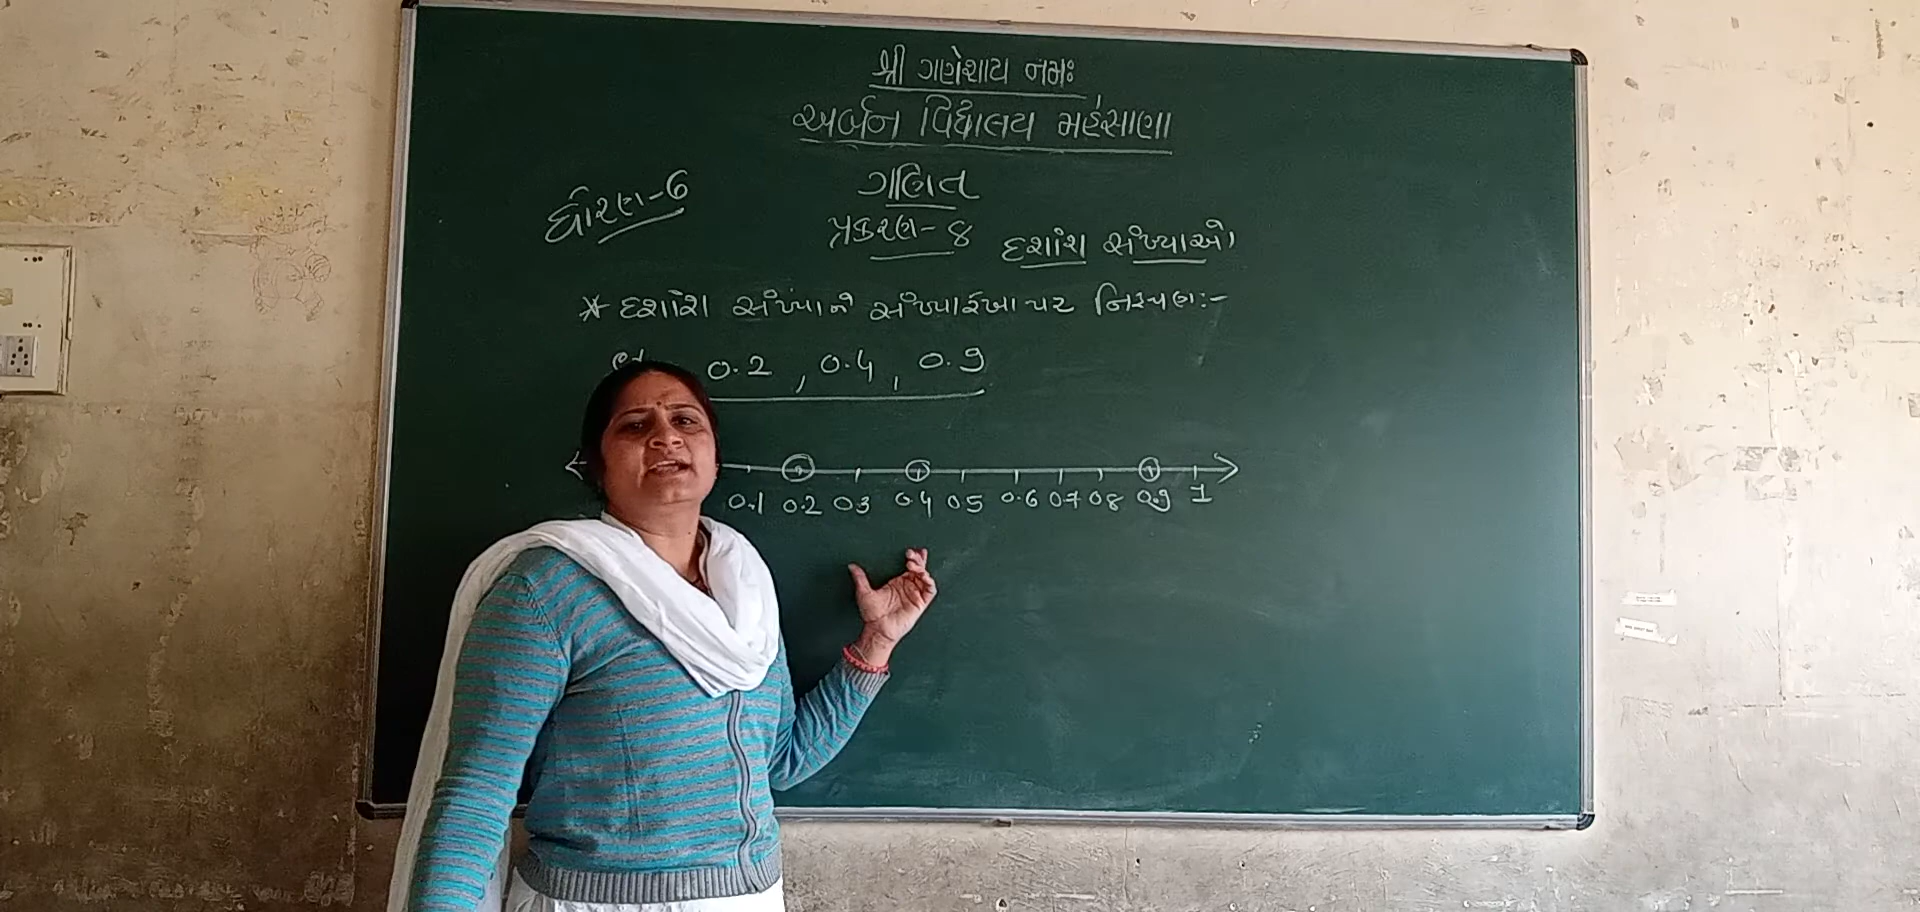 શ્રી ગણેશાય નમઃ
અર્બન વિદ્યાલય મહેસાણા
ધોરણ-6
ગણિત
પ્રકરણ-8 દશાંશ સંખ્યાઓ
* દશાંશ સંખ્યાને સંખ્યારેખા પર નિરૂપણ:-
0.2 , 0.4 , 0.9
0.1 0.2 0.3 0.4 0.5 0.6 0.7 0.8 0.9 1